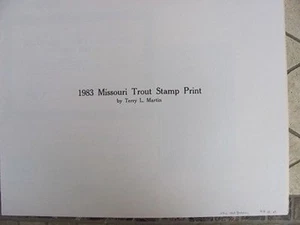 1983 Missouri Trout Stamp Print
by Terry L. Martin